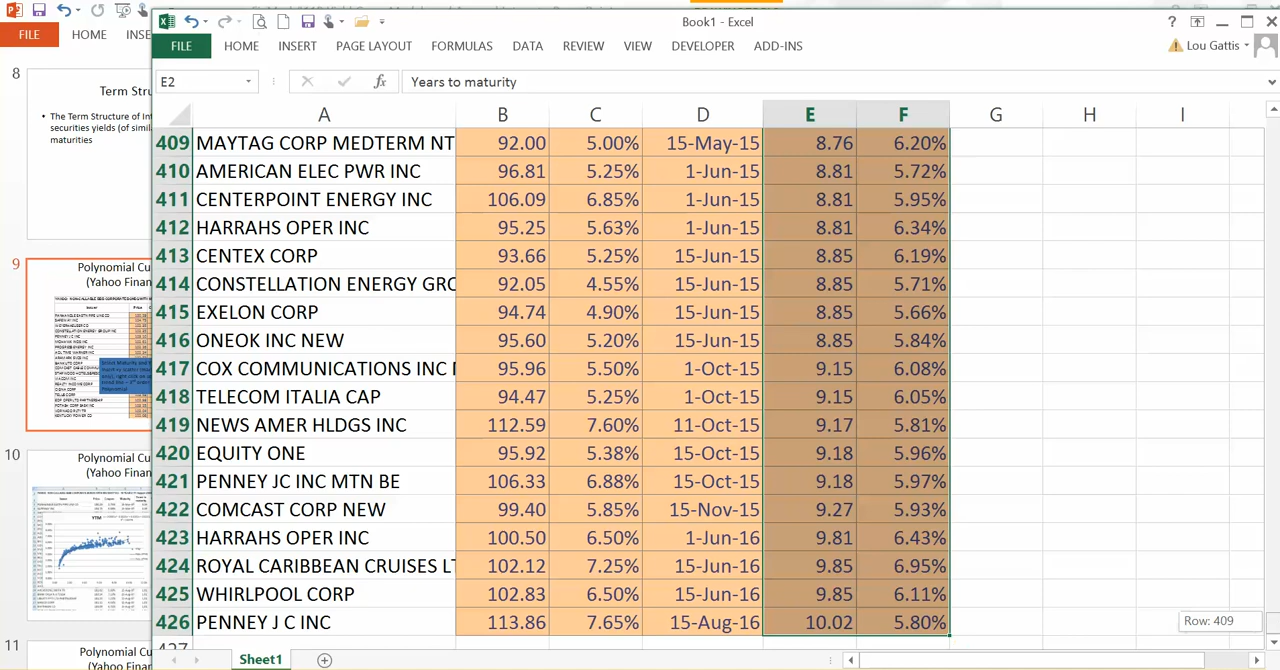 Book1 - Excel
FILE HOME INSE
FILE HOME INSERT PAGE LAYOUT FORMULAS DATA REVIEW VIEW DEVELOPER ADD-INS
Lou Gattis
E2 fx Years to maturity
A B C D E F G H I
409 MAYTAG CORP MEDTERM NT 92.00 5.00% 15-May-15 8.76 6.20%
410 AMERICAN ELEC PWR INC 96.81 5.25% 1-Jun-15 8.81 5.72%
411 CENTERPOINT ENERGY INC 106.09 6.85% 1-Jun-15 8.81 5.95%
412 HARRAHS OPER INC 95.25 5.63% 1-Jun-15 8.81 6.34%
413 CENTEX CORP 93.66 5.25% 15-Jun-15 8.85 6.19%
414 CONSTELLATION ENERGY GRO 92.05 4.55% 15-Jun-15 8.85 5.71%
415 EXELON CORP 94.74 4.90% 15-Jun-15 8.85 5.66%
416 ONEOK INC NEW 95.60 5.20% 15-Jun-15 8.85 5.84%
417 COX COMMUNICATIONS INC 95.96 5.50% 1-Oct-15 9.15 6.08%
418 TELECOM ITALIA CAP 94.47 5.25% 1-Oct-15 9.15 6.05%
419 NEWS AMER HLDGS INC 112.59 7.60% 11-Oct-15 9.17 5.81%
420 EQUITY ONE 95.92 5.38% 15-Oct-15 9.18 5.96%
421 PENNEY JC INC MTN BE 106.33 6.88% 15-Oct-15 9.18 5.97%
422 COMCAST CORP NEW 99.40 5.85% 15-Nov-15 9.27 5.93%
423 HARRAHS OPER INC 100.50 6.50% 1-Jun-16 9.81 6.43%
424 ROYAL CARIBBEAN CRUISES LT 102.12 7.25% 15-Jun-16 9.85 6.95%
425 WHIRLPOOL CORP 102.83 6.50% 15-Jun-16 9.85 6.11%
426 PENNEY J C INC 113.86 7.65% 15-Aug-16 10.02 5.80%
427
Row: 409
Sheet1
8
Term Stru
• The Term Structure of Int
securities yields (of simila
maturities
9
Polynomial Cu
(Yahoo Finan
10
Polynomial Cu
(Yahoo Finan
11
Polynomial Cu